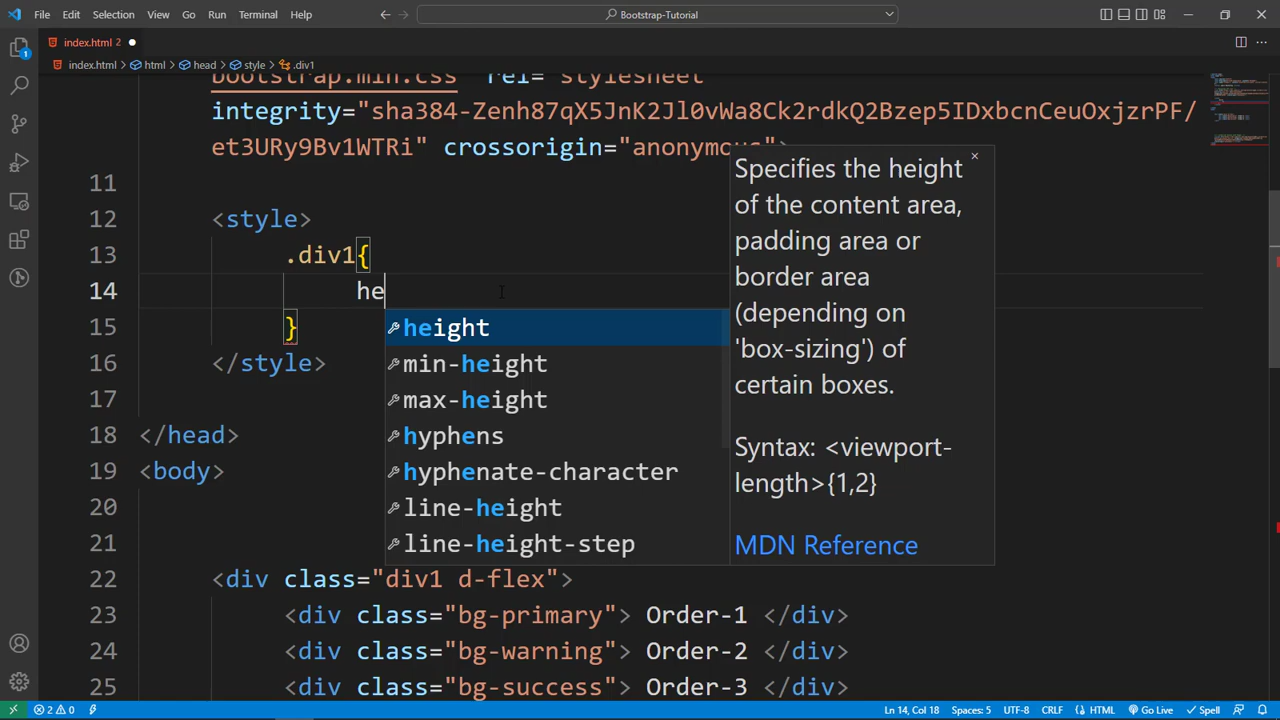 File Edit Selection View Go Run Terminal Help Bootstrap-Tutorial
index.html 2
index.html > html > head > style > .div1
bootstrap.min.css" rel="stylesheet"
integrity="sha384-Zenh87qX5JnK2Jl0vWa8Ck2rdkQ2Bzep5IDxbcnCeuOxjzrPF/
et3URy9Bv1WTRi" crossorigin="anonymous">
11
12 <style>
13 .div1{
14 he
15 }
16 </style>
17
18 </head>
19 <body>
20
21
22 <div class="div1 d-flex">
23 <div class="bg-primary"> Order-1 </div>
24 <div class="bg-warning"> Order-2 </div>
25 <div class="bg-success"> Order-3 </div>
height
min-height
max-height
hyphens
hyphenate-character
line-height
line-height-step
Specifies the height
of the content area,
padding area or
border area
(depending on
'box-sizing') of
certain boxes.
Syntax: <viewport-
length>{1,2}
MDN Reference
1
2 0 Ln 14, Col 18 Spaces: 5 UTF-8 CRLF HTML Go Live Spell